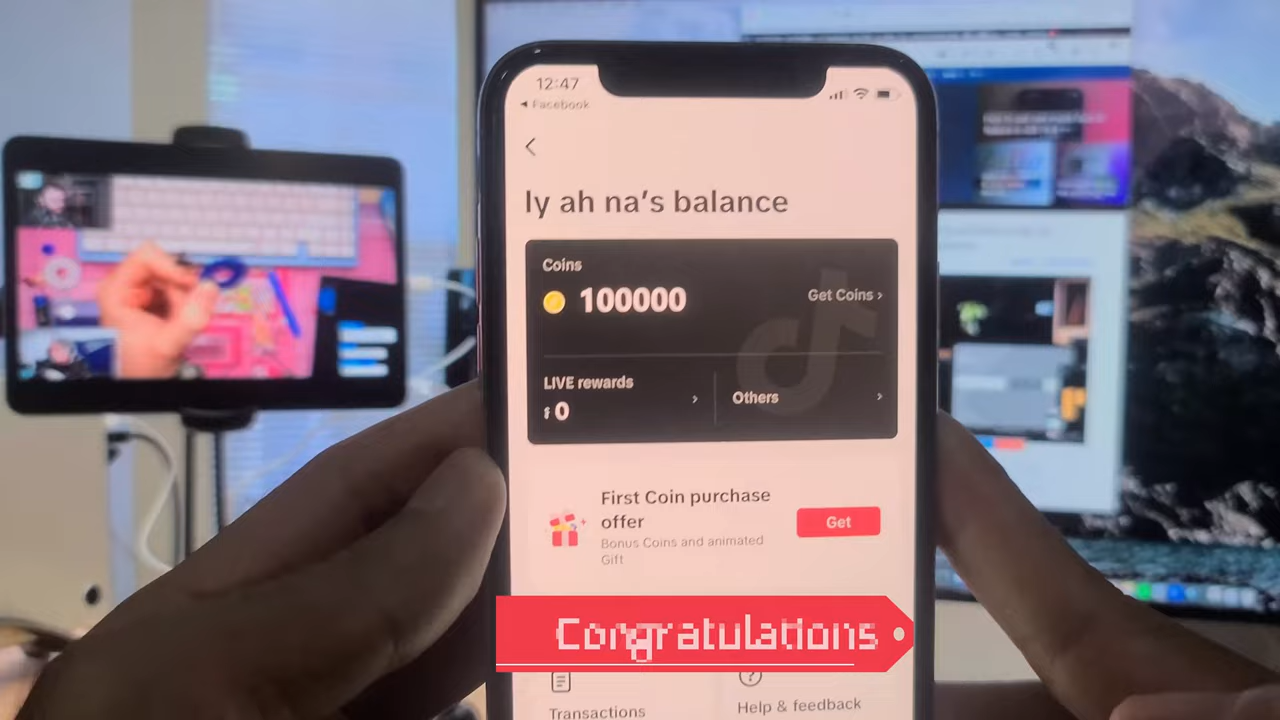 12:47
◄ Facebook
ly ah na's balance
Coins
100000
Get Coins ›
LIVE rewards
0
Others
First Coin purchase
offer
Get
Bonus Coins and animated
Gift
Congratulations
Transactions
Help & feedback